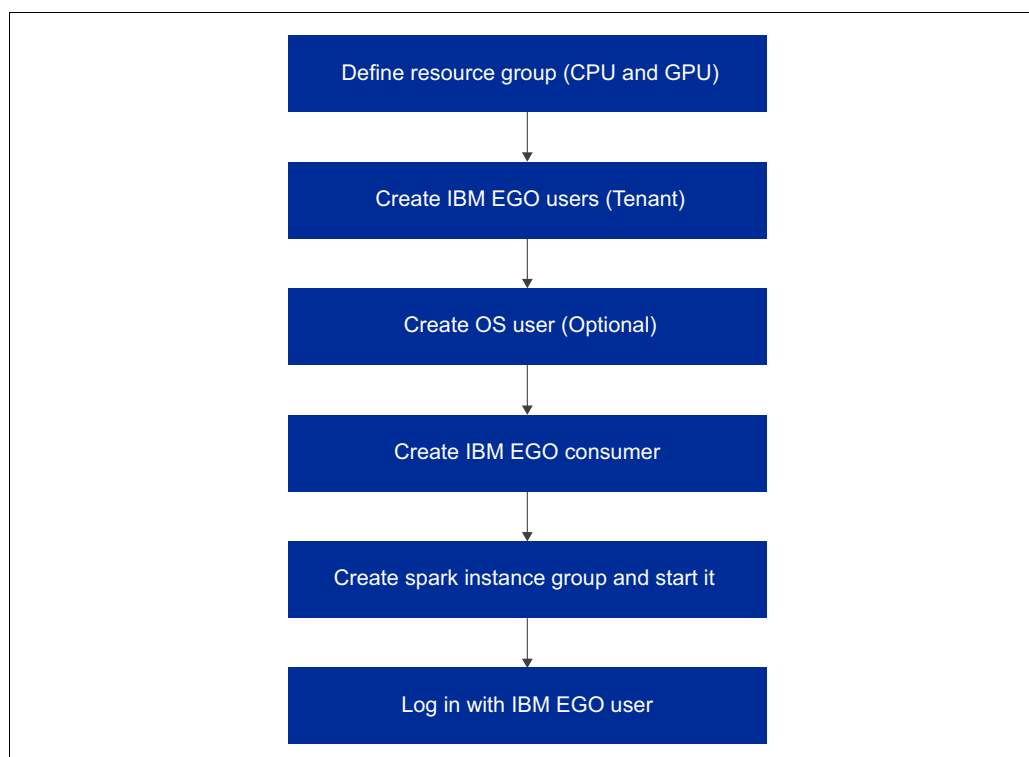 Define resource group (CPU and GPU)
Create IBM EGO users (Tenant)
Create OS user (Optional)
Create IBM EGO consumer
Create spark instance group and start it
Log in with IBM EGO user